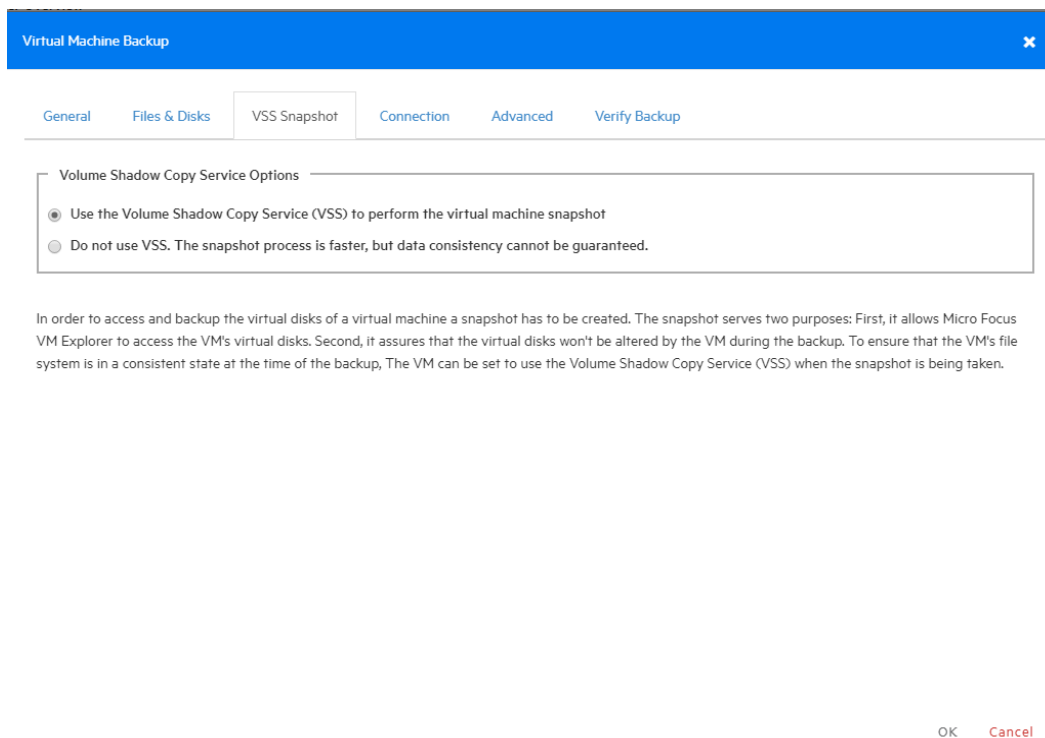 Virtual Machine Backup
General Files & Disks VSS Snapshot Connection Advanced Verify Backup
Volume Shadow Copy Service Options
Use the Volume Shadow Copy Service (VSS) to perform the virtual machine snapshot
Do not use VSS. The snapshot process is faster, but data consistency cannot be guaranteed.
In order to access and backup the virtual disks of a virtual machine a snapshot has to be created. The snapshot serves two purposes: First, it allows Micro Focus
VM Explorer to access the VM's virtual disks. Second, it assures that the virtual disks won't be altered by the VM during the backup. To ensure that the VM's file
system is in a consistent state at the time of the backup, The VM can be set to use the Volume Shadow Copy Service (VSS) when the snapshot is being taken.
OK Cancel